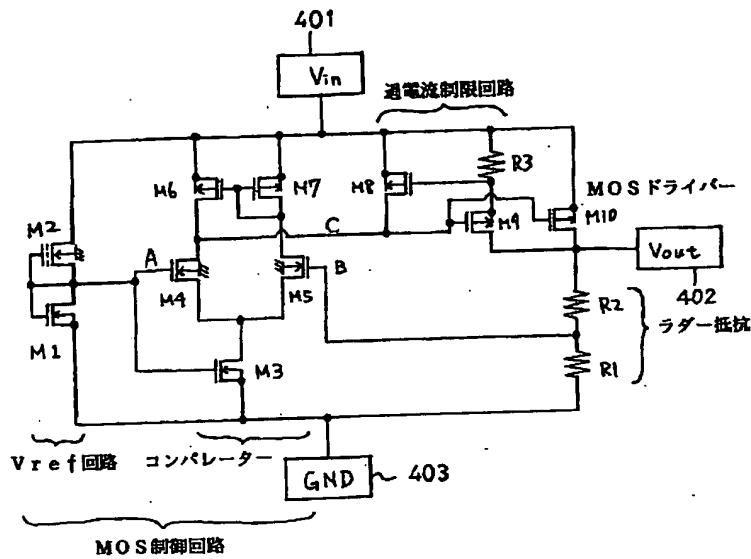 401
Vin
過電流制限回路
R3
M6
M7
M8
MOSドライバー
M9
M10
M2
A
C
Vout
402
M4
M5
B
R2
ラダー抵抗
M1
M3
R1
Vref回路
コンパレーター
GND
403
MOS制御回路